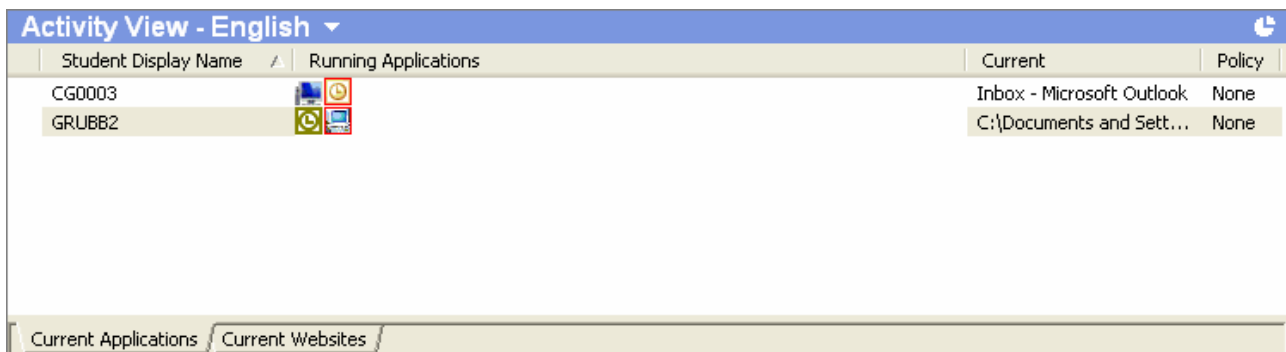 Activity View - English
Student Display Name Running Applications Current Policy
CG0003 Inbox - Microsoft Outlook None
GRUBB2 C:\Documents and Sett... None
Current Applications Current Websites